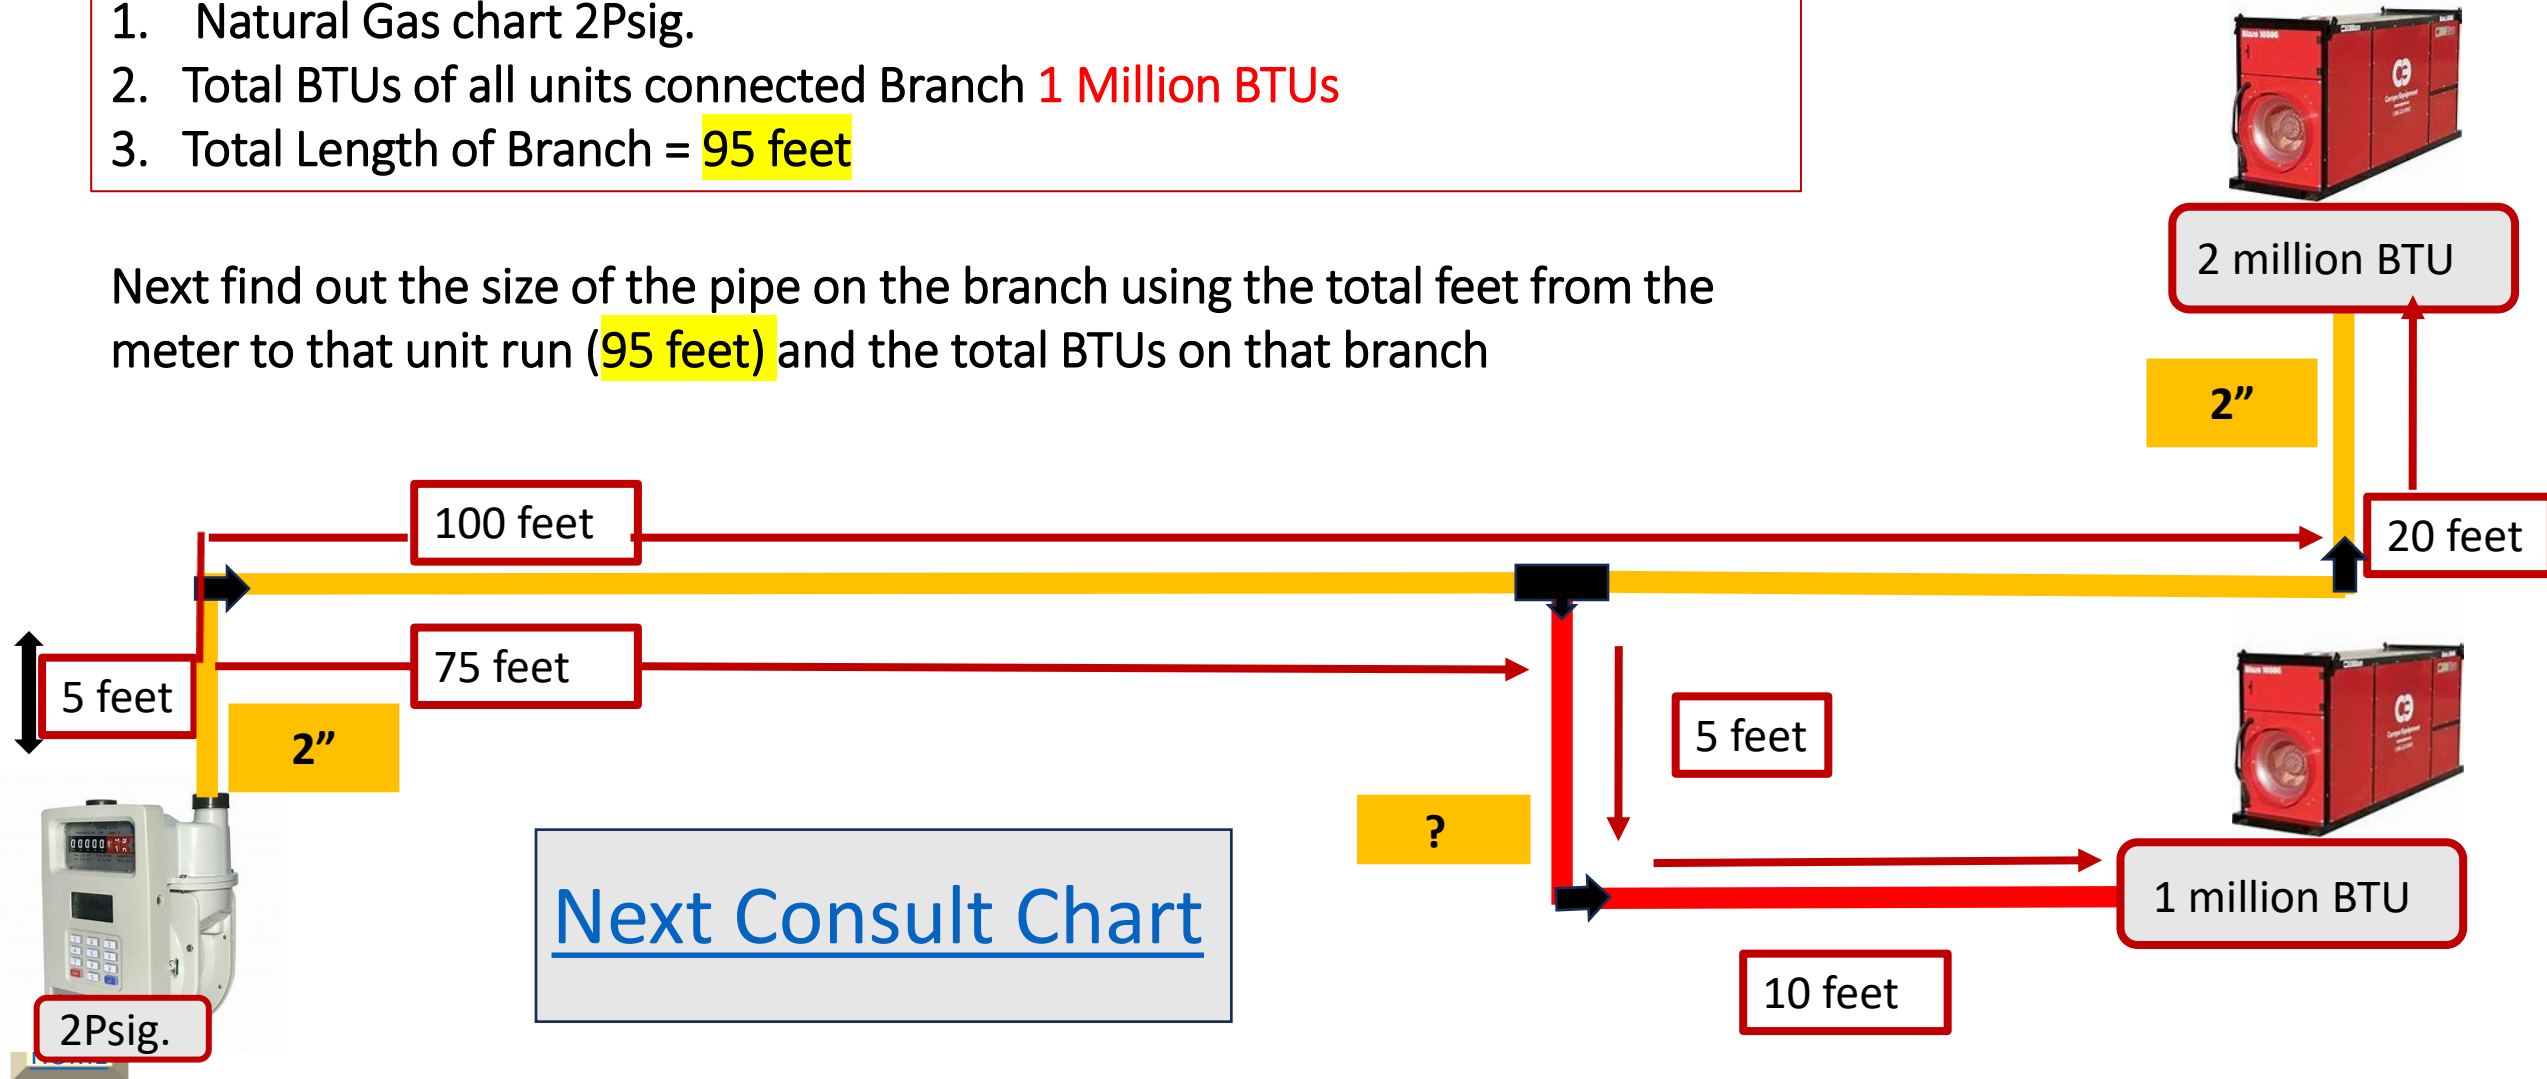 1. Natural Gas chart 2Psig.
2. Total BTUs of all units connected Branch 1 Million BTUs
3. Total Length of Branch = 95 feet
Next find out the size of the pipe on the branch using the total feet from the
meter to that unit run (95 feet) and the total BTUs on that branch
2 million BTU
2”
100 feet
20 feet
75 feet
5 feet
2”
5 feet
?
Next Consult Chart
1 million BTU
10 feet
2Psig.